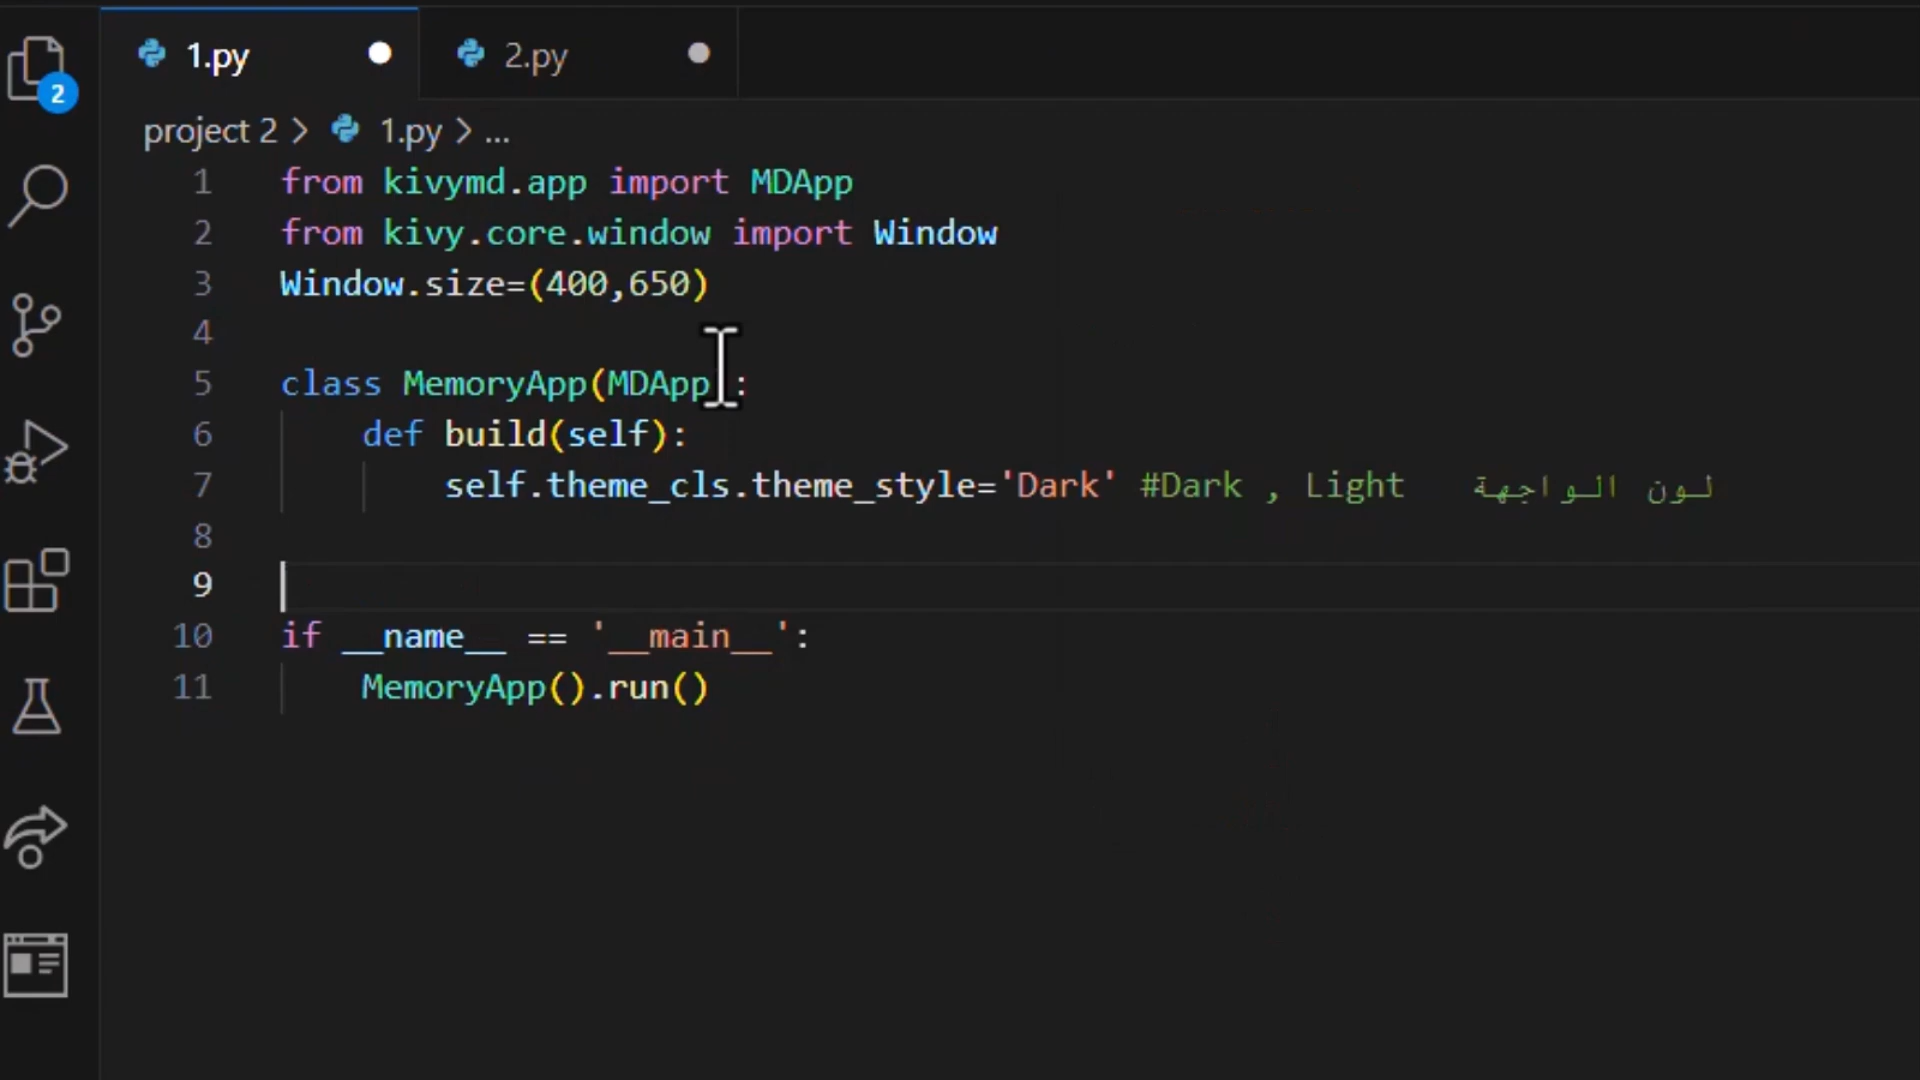 1.py
2.py
2
project 2 > 1.py > ...
1 from kivymd.app import MDApp
2 from kivy.core.window import Window
3 Window.size=(400,650)
4
5 class MemoryApp(MDApp):
6 def build(self):
7 self.theme_cls.theme_style='Dark' #Dark , Light لون الواجهة
8
9
10 if __name__ == '__main__':
11 MemoryApp().run()